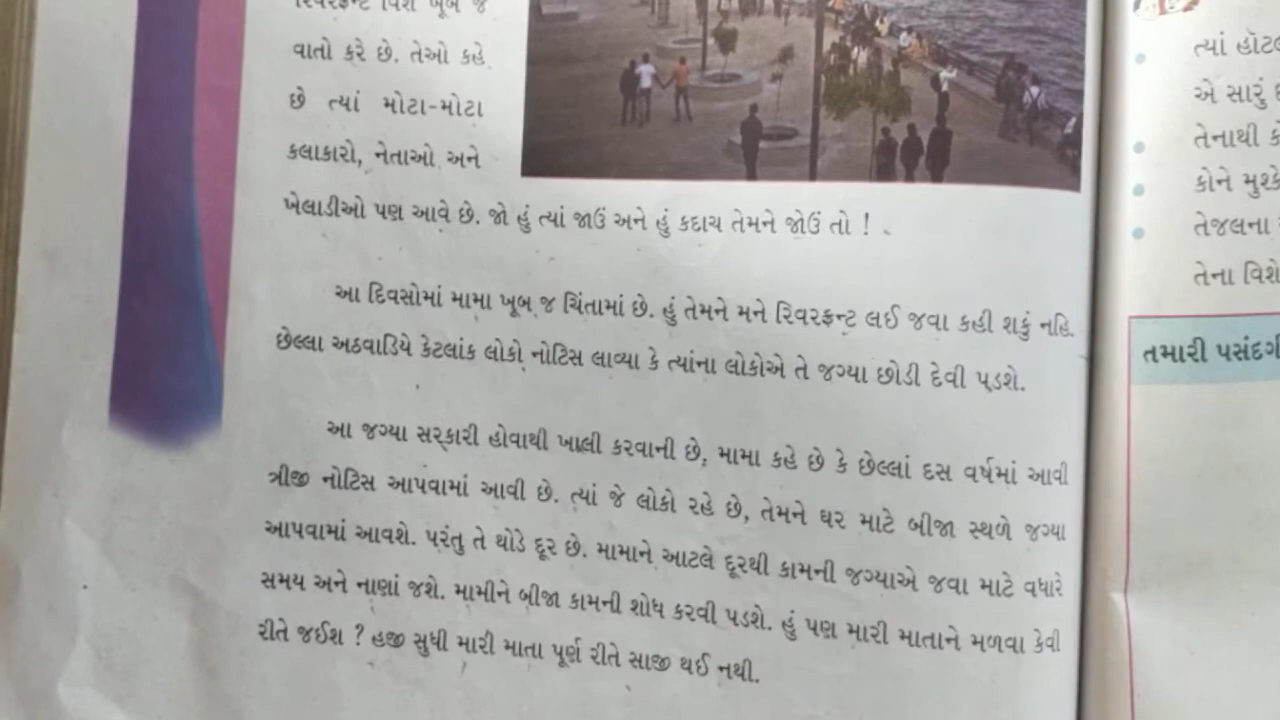 રિવરફ્રન્ટ વિશે ખૂબ જ
વાતો કરે છે. તેઓ કહે
છે ત્યાં મોટા-મોટા
કલાકારો, નેતાઓ અને
ખેલાડીઓ પણ આવે છે. જો હું ત્યાં જાઉં અને હું કદાચ તેમને જોઉં તો !
આ દિવસોમાં મામા ખૂબ જ ચિંતામાં છે. હું તેમને મને રિવરફ્રન્ટ લઈ જવા કહી શકું નહિ.
છેલ્લા અઠવાડિયે કેટલાંક લોકો નોટિસ લાવ્યા કે ત્યાંના લોકોએ તે જગ્યા છોડી દેવી પડશે.
આ જગ્યા સરકારી હોવાથી ખાલી કરવાની છે, મામા કહે છે કે છેલ્લાં દસ વર્ષમાં આવી
ત્રીજી નોટિસ આપવામાં આવી છે. ત્યાં જે લોકો રહે છે, તેમને ઘર માટે બીજા સ્થળે જગ્યા
આપવામાં આવશે. પરંતુ તે થોડે દૂર છે. મામાને આટલે દૂરથી કામની જગ્યાએ જવા માટે વધારે
સમય અને નાણાં જશે. મામીને બીજા કામની શોધ કરવી પડશે. હું પણ મારી માતાને મળવા કેવી
રીતે જઈશ ? હજી સુધી મારી માતા પૂર્ણ રીતે સાજી થઈ નથી.
ત્યાં
એ સારું
તેનાથી
કોને
તેજલના
તેના વિશે
તમારી